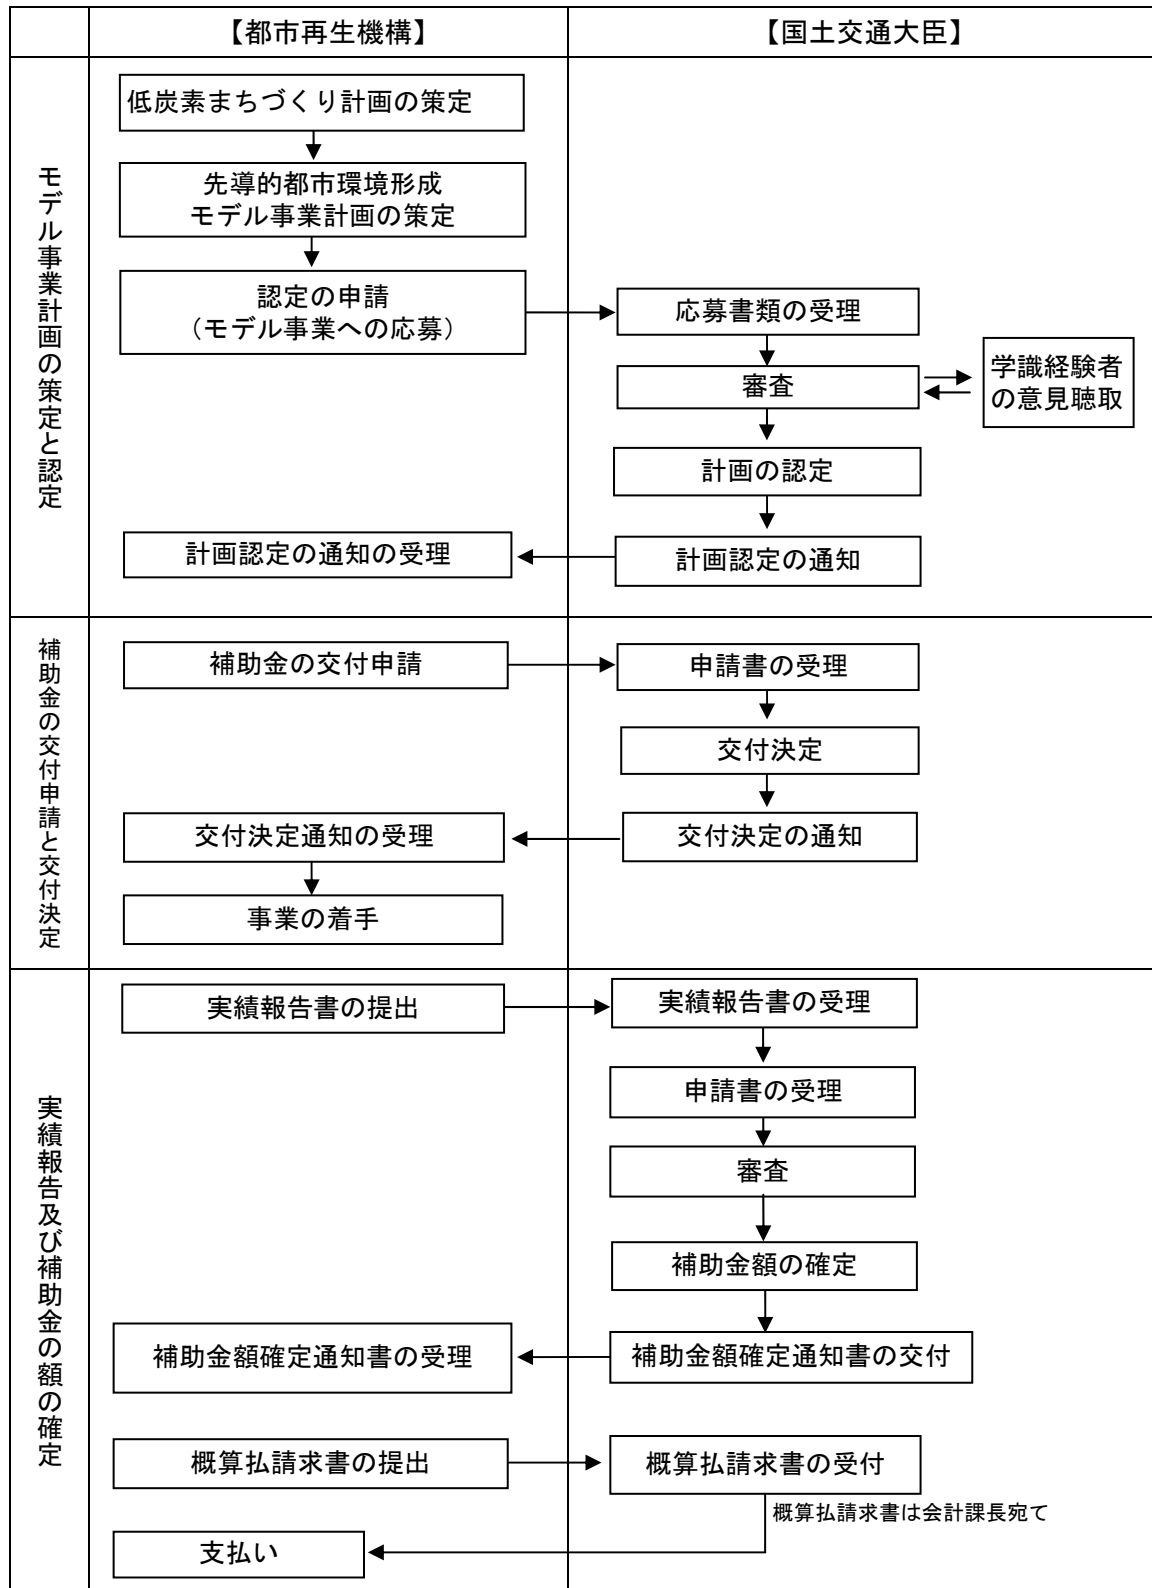 【都市再生機構】
【国土交通大臣】
モデル事業計画の策定と認定
低炭素まちづくり計画の策定
先導的都市環境形成
モデル事業計画の策定
認定の申請
（モデル事業への応募）
応募書類の受理
審査
学識経験者
の意見聴取
計画の認定
計画認定の通知
計画認定の通知の受理
補助金の交付申請と交付決定
補助金の交付申請
申請書の受理
交付決定
交付決定の通知
交付決定通知の受理
事業の着手
実績報告及び補助金の額の確定
実績報告書の提出
実績報告書の受理
申請書の受理
審査
補助金額の確定
補助金額確定通知書の交付
補助金額確定通知書の受理
概算払請求書の提出
概算払請求書の受付
概算払請求書は会計課長宛て
支払い